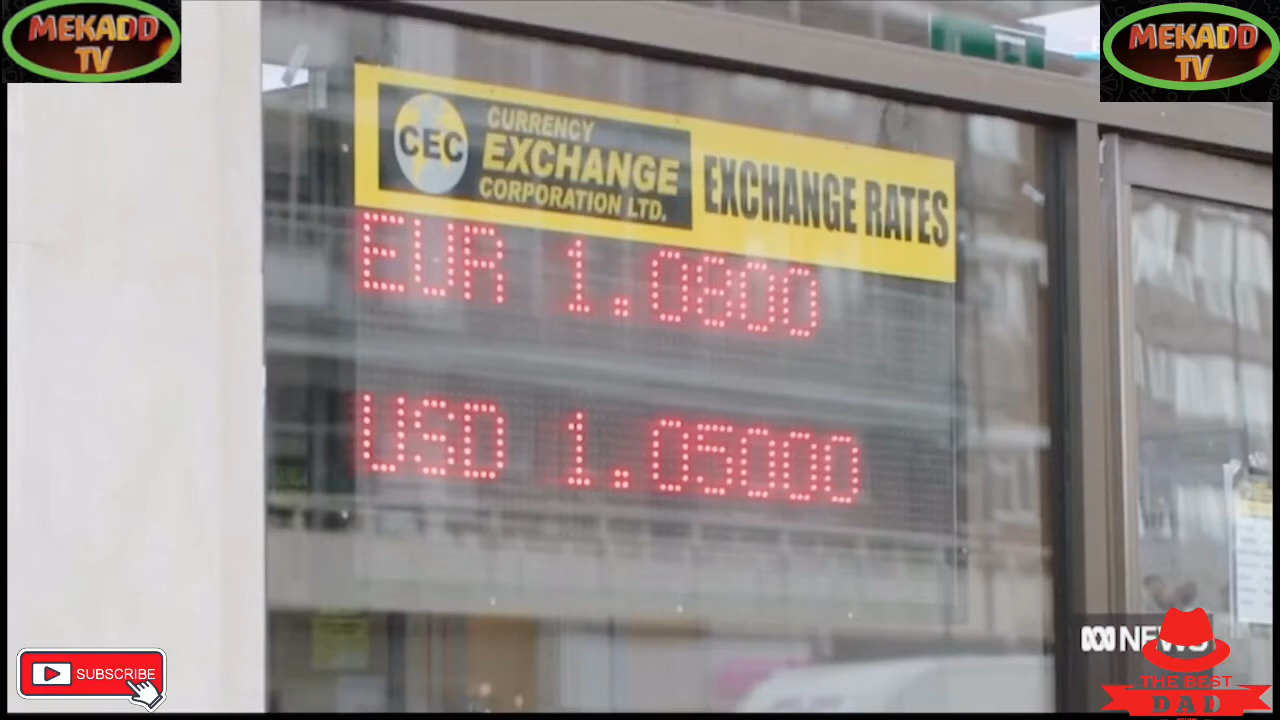 MEKADD
TV
MEKADD
TV
CEC
CURRENCY
EXCHANGE
CORPORATION LTD.
EXCHANGE RATES
EUR 1.0800
USD 1.05000
SUBSCRIBE
NEWS
THE BEST
DAD